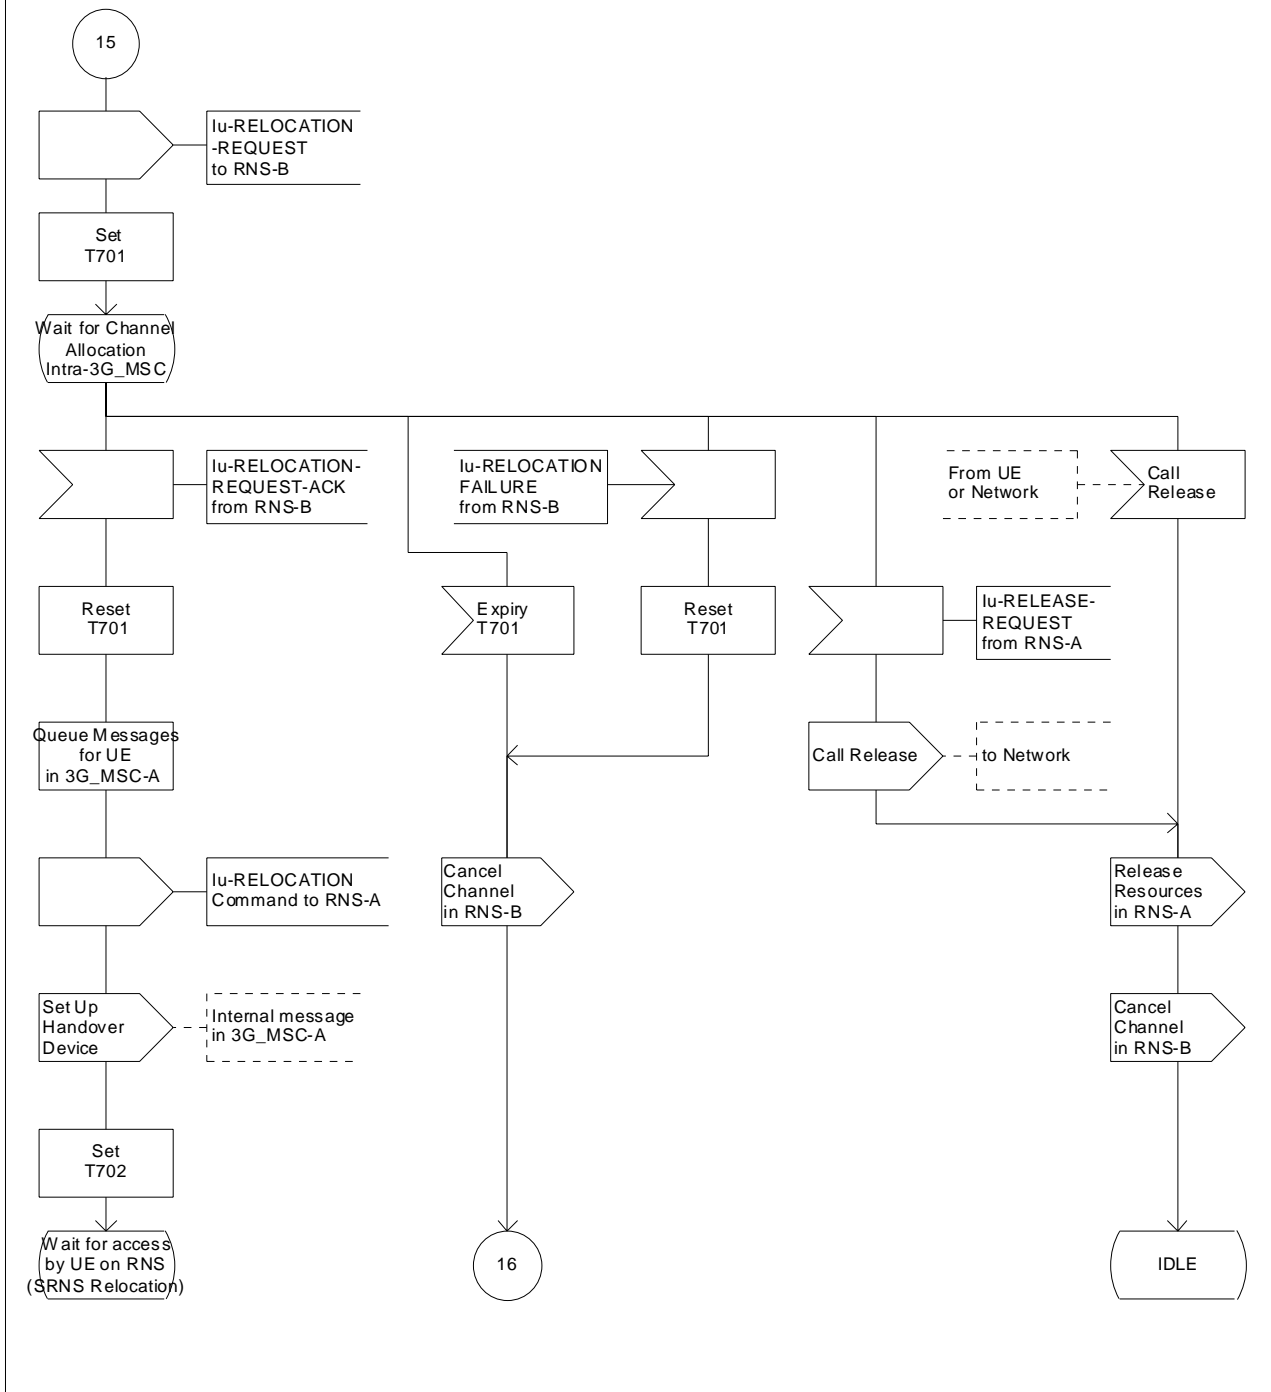 15
Iu-RELOCATION
-REQUEST
to RNS-B
Set
T701
Wait for Channel
Allocation
Intra-3G_MSC
Iu-RELOCATION-
REQUEST-ACK
from RNS-B
Iu-RELOCATION
FAILURE
from RNS-B
From UE
or Network
Call
Release
Reset
T701
Expiry
T701
Reset
T701
Iu-RELEASE-
REQUEST
from RNS-A
Queue Messages
for UE
in 3G_MSC-A
Call Release
to Network
Iu-RELOCATION
Command to RNS-A
Cancel
Channel
in RNS-B
Release
Resources
in RNS-A
Set Up
Handover
Device
Internal message
in 3G_MSC-A
Cancel
Channel
in RNS-B
Set
T702
Wait for access
by UE on RNS
(SRNS Relocation)
16
IDLE